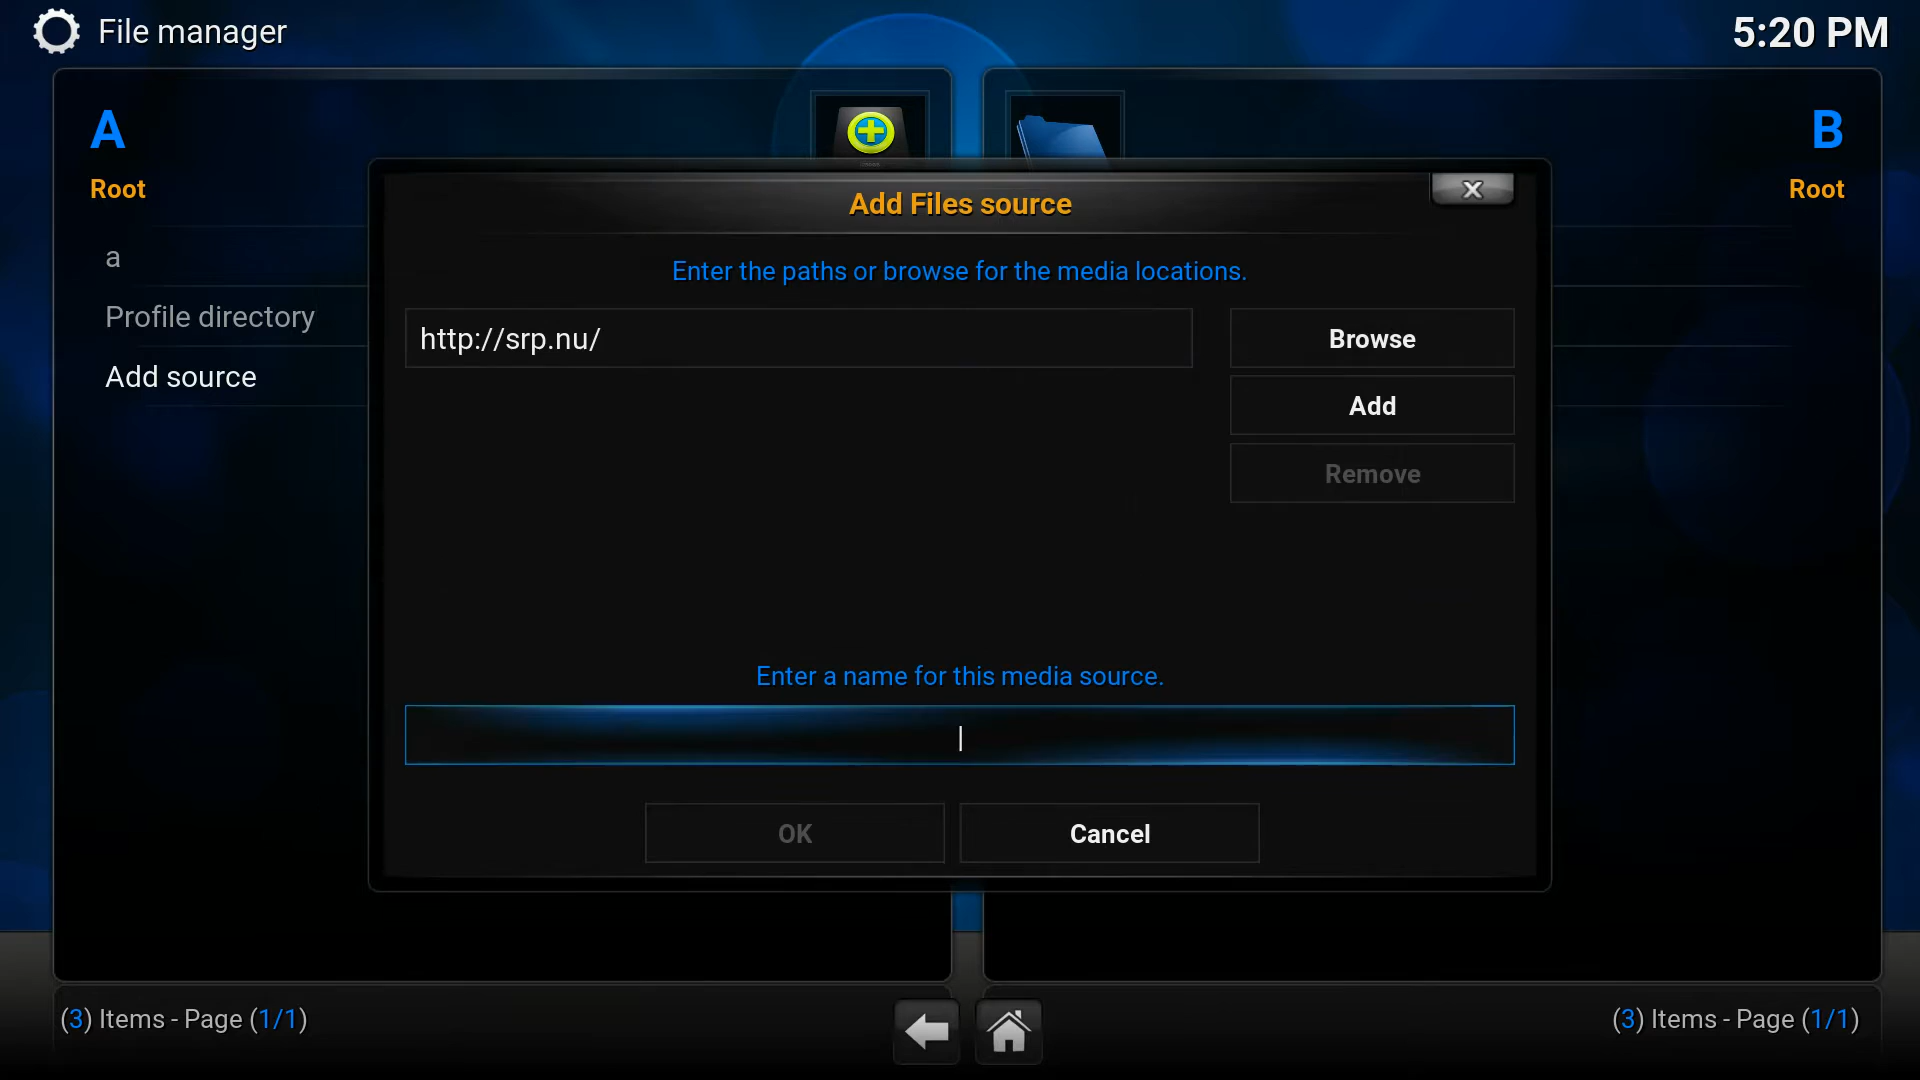 File manager
5:20 PM
A
B
Root
Root
a
Profile directory
Add source
Add Files source
Enter the paths or browse for the media locations.
http://srp.nu/
Browse
Add
Remove
Enter a name for this media source.
OK
Cancel
(3) Items - Page (1/1)
(3) Items - Page (1/1)